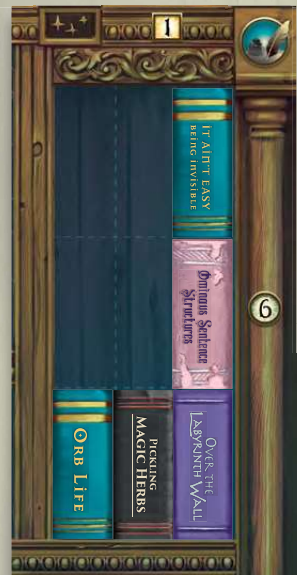 1
IT AIN'T EASY
BEING INVISIBLE
Ominous Sentence
Structures
6
ORB LIFE
PICKLING
MAGIC HERBS
OVER THE
LABYRINTH WALL